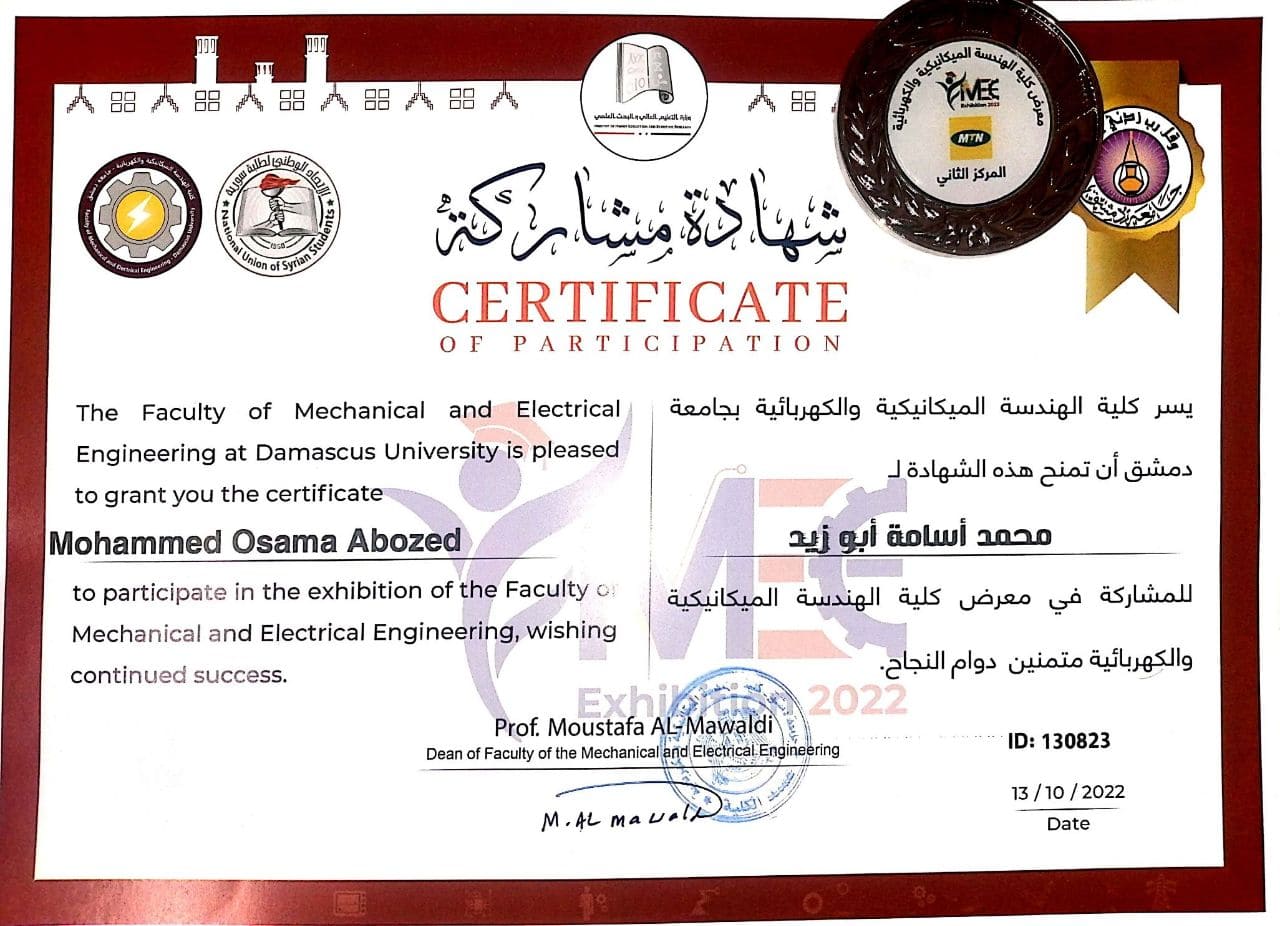 وزارة التعليم العالي والبحث العلمي
MINISTRY OF HIGHER EDUCATION AND SCIENTIFIC RESEARCH
كلية الهندسة الميكانيكية والكهربائية - جامعة دمشق
Faculty of Mechanical and Electrical Engineering - Damascus University
الاتحاد الوطني لطلبة سورية
1950
National Union of Syrian Students
معرض كلية الهندسة الميكانيكية والكهربائية
MEE
Exhibition 2022
MTN
المركز الثاني
وقل رب زدني
جامعة دمشق
شهادة مشاركة
CERTIFICATE
OF PARTICIPATION
The Faculty of Mechanical and Electrical
Engineering at Damascus University is pleased
to grant you the certificate
Mohammed Osama Abozed
to participate in the exhibition of the Faculty of
Mechanical and Electrical Engineering, wishing
continued success.
يسر كلية الهندسة الميكانيكية والكهربائية بجامعة
دمشق أن تمنح هذه الشهادة لـ
محمد أسامة أبو زيد
للمشاركة في معرض كلية الهندسة الميكانيكية
والكهربائية متمنين دوام النجاح.
MEE
Exhibition 2022
Prof. Moustafa AL-Mawaldi
Dean of Faculty of the Mechanical and Electrical Engineering
M. AL mawaldi
عميد الكلية
ID: 130823
13 / 10 / 2022
Date